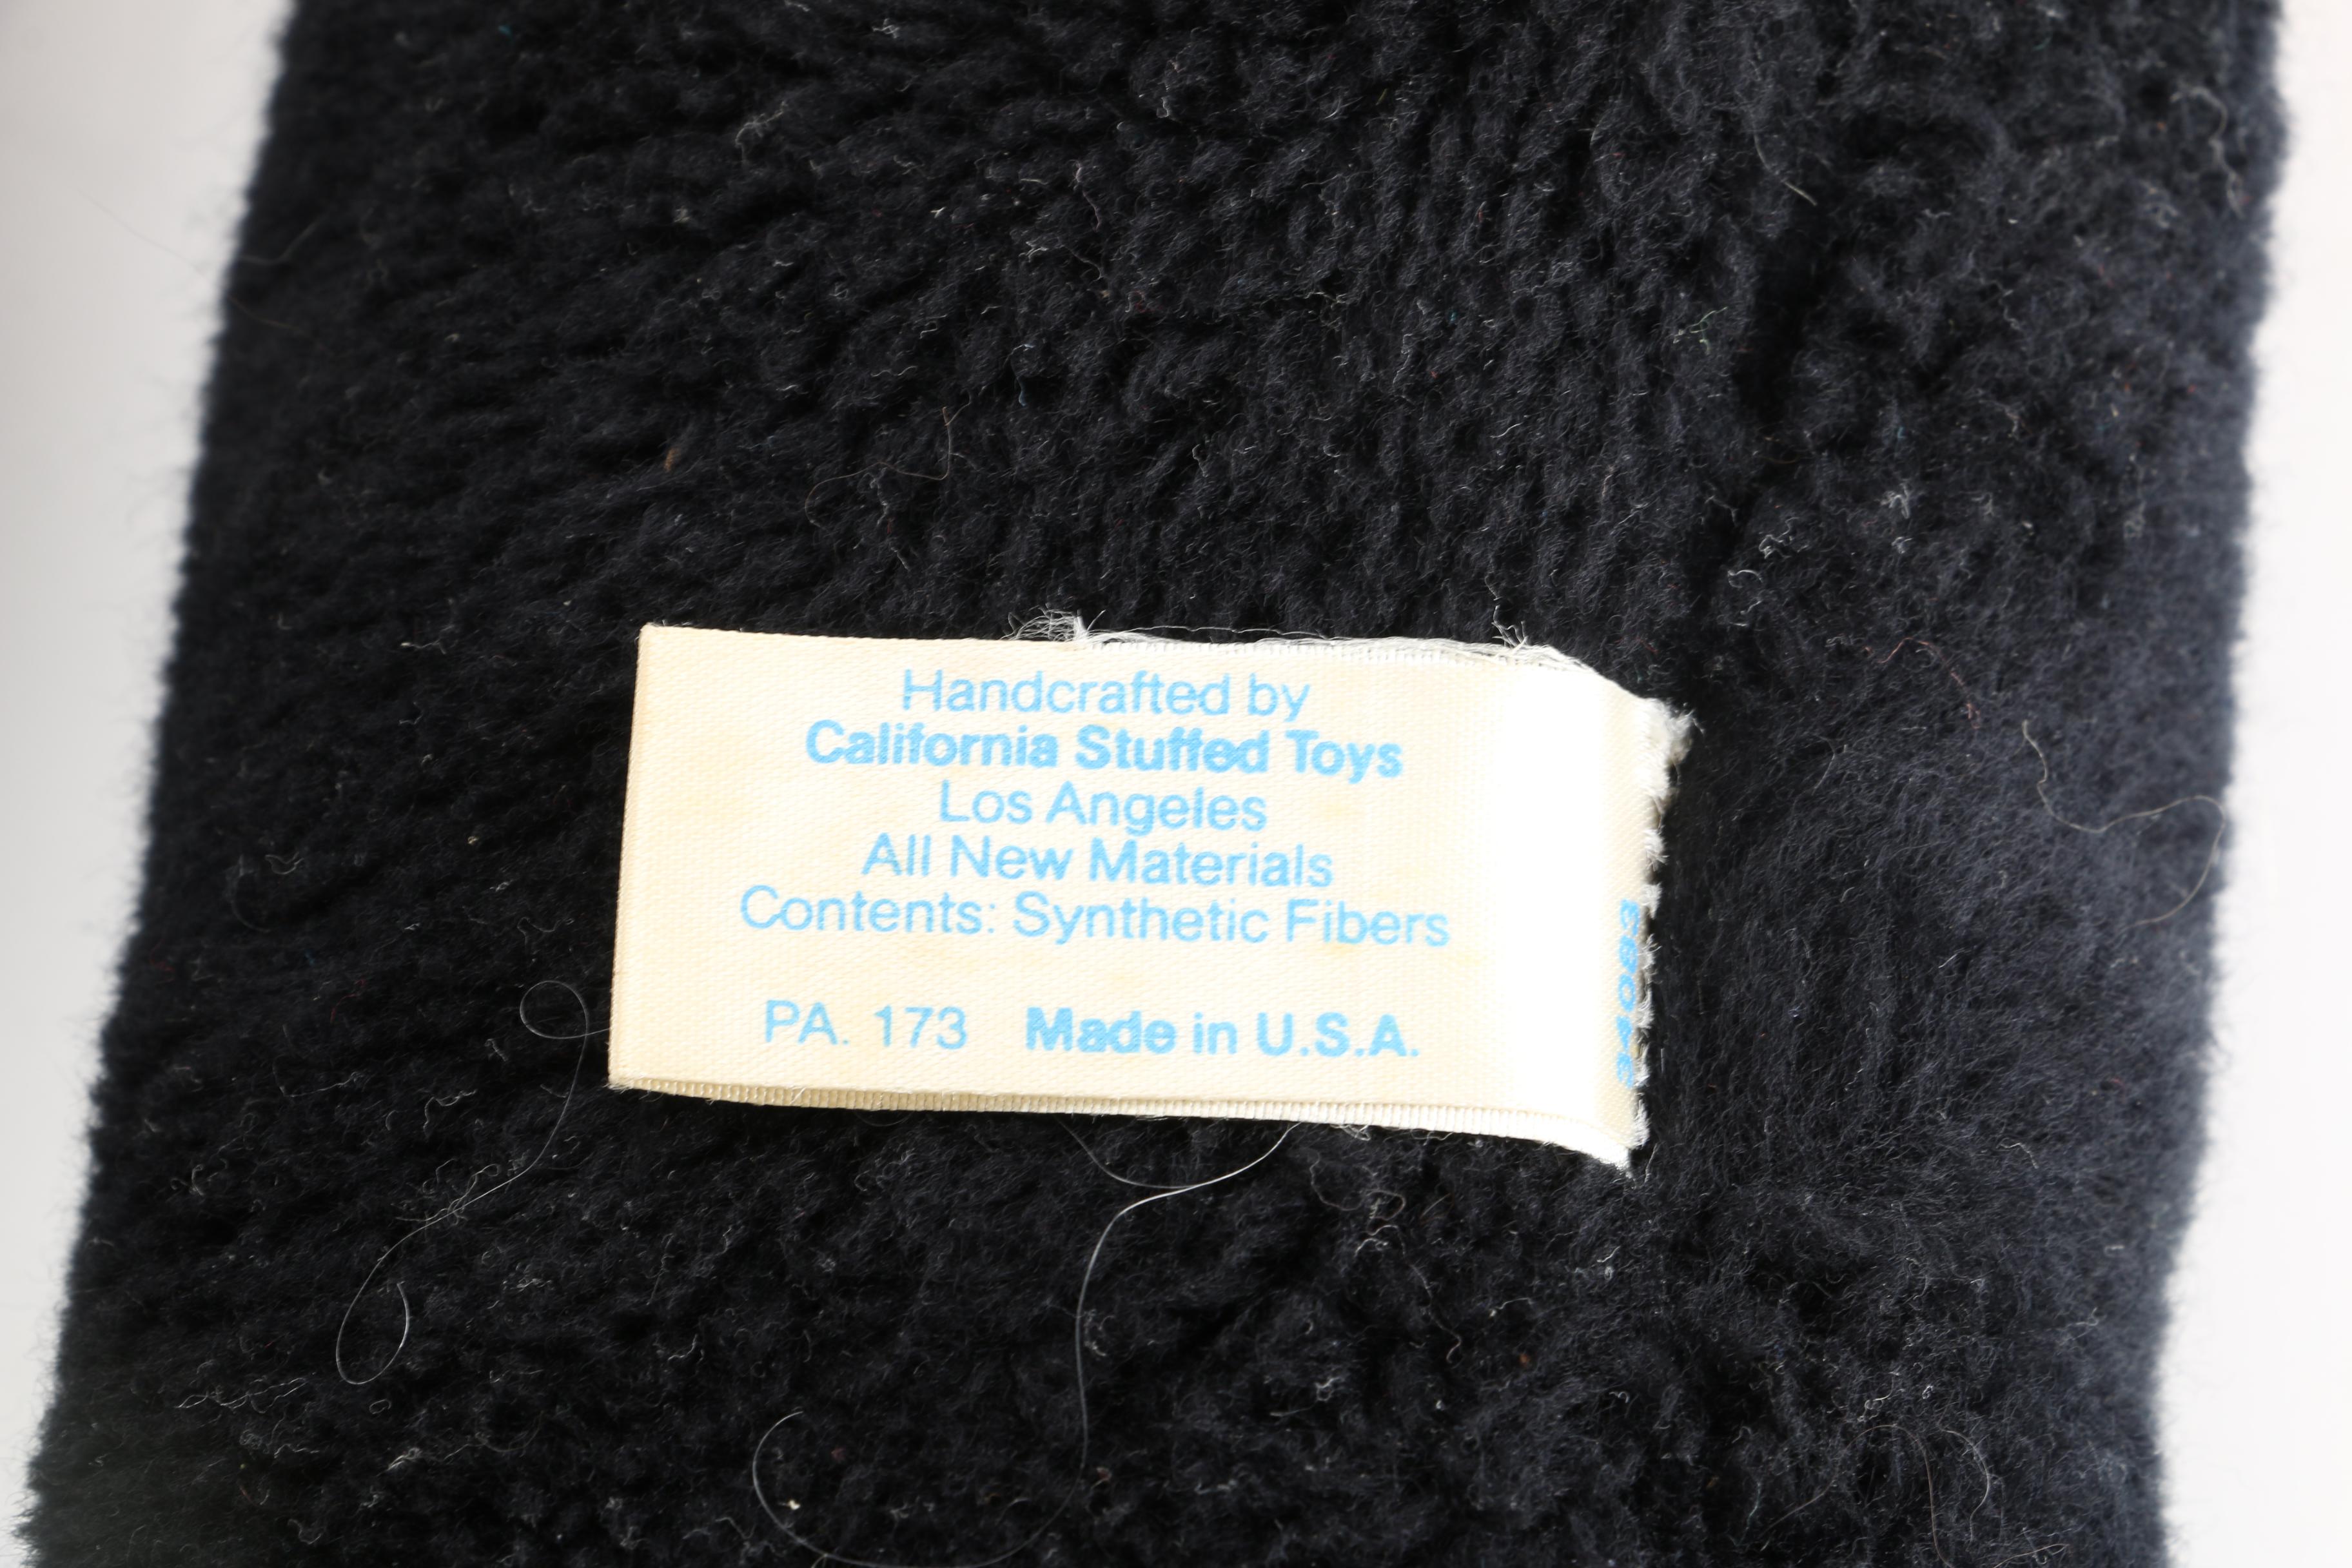 Handcrafted by
California Stuffed Toys
Los Angeles
All New Materials
Contents: Synthetic Fibers
PA. 173 Made in U.S.A.